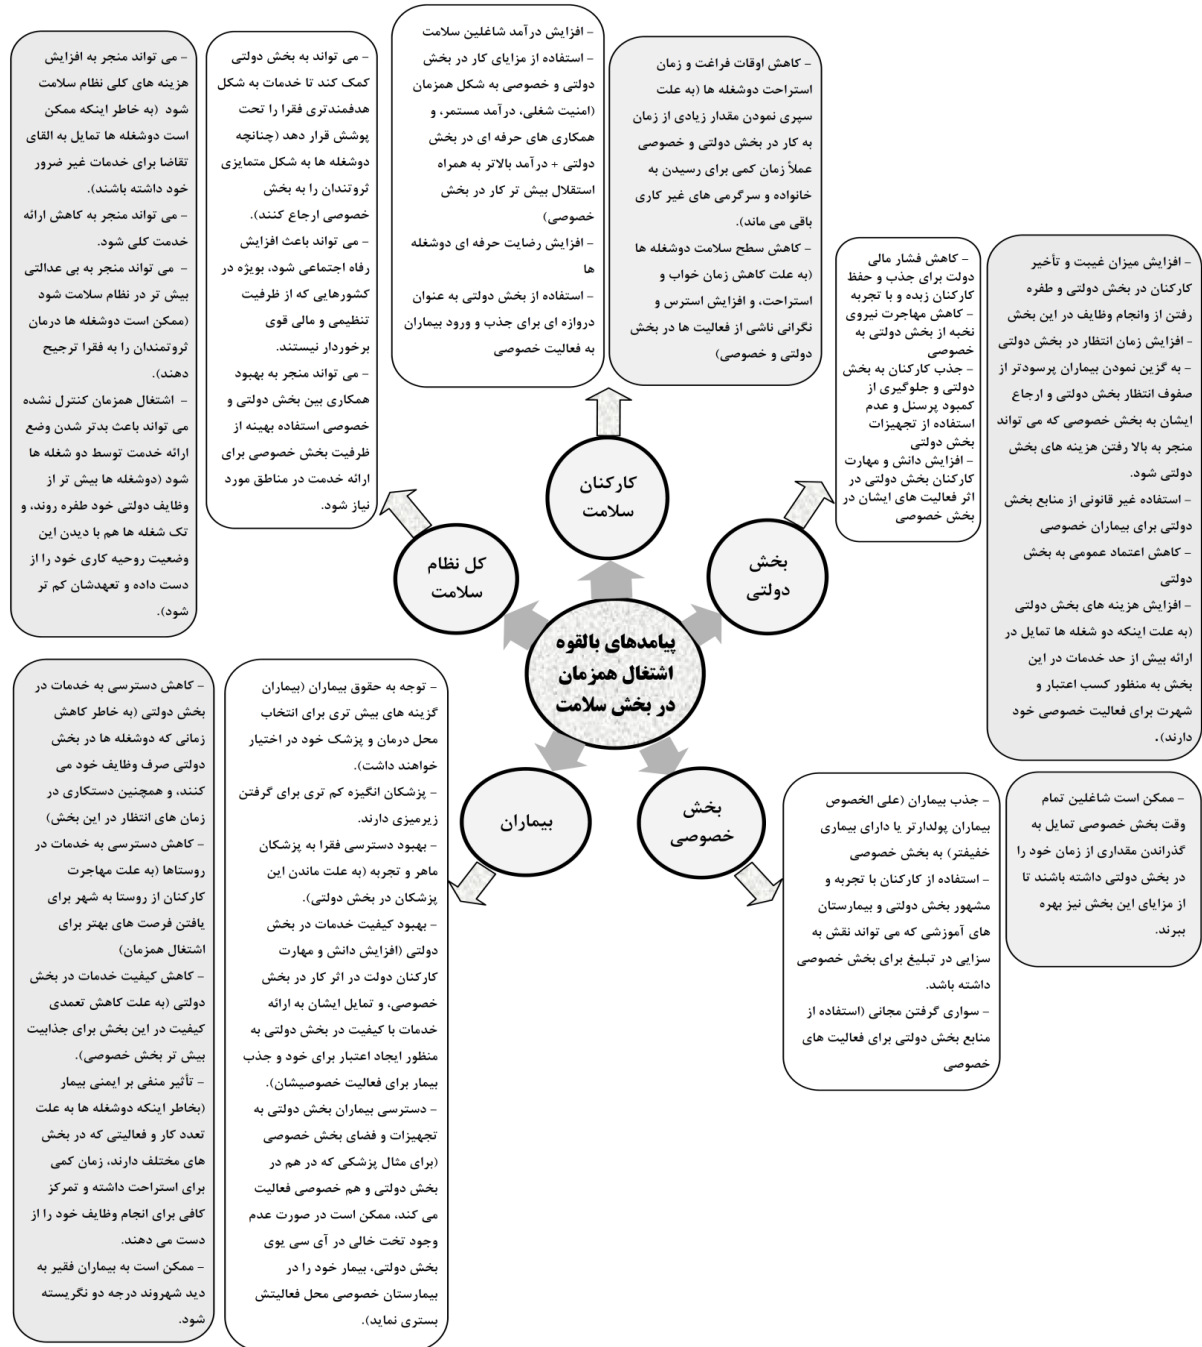 - افزایش درآمد شاغلین سلامت
- استفاده از مزایای کار در بخش
دولتی و خصوصی به شکل همزمان
(امنیت شغلی، درآمد مستمر، و
همکاری های حرفه ای در بخش
دولتی + درآمد بالاتر به همراه
استقلال بیش تر کار در بخش
خصوصی)
- افزایش رضایت حرفه ای دوشغله
ها
- استفاده از بخش دولتی به عنوان
دروازه ای برای جذب و ورود بیماران
به فعالیت خصوصی
- کاهش اوقات فراغت و زمان
استراحت دوشغله ها (به علت
سپری نمودن مقدار زیادی از زمان
به کار در بخش دولتی و خصوصی
عملاً زمان کمی برای رسیدن به
خانواده و سرگرمی های غیر کاری
باقی می ماند).
- کاهش سطح سلامت دوشغله ها
(به علت کاهش زمان خواب و
استراحت، و افزایش استرس و
نگرانی ناشی از فعالیت ها در بخش
دولتی و خصوصی)
- می تواند به بخش دولتی
کمک کند تا خدمات به شکل
هدفمندتری فقرا را تحت
پوشش قرار دهد (چنانچه
دوشغله ها به شکل متمایزی
ثروتندان را به بخش
خصوصی ارجاع کنند).
- می تواند باعث افزایش
رفاه اجتماعی شود، بویژه در
کشورهایی که از ظرفیت
تنظیمی و مالی قوی
برخوردار نیستند.
- می تواند منجر به بهبود
همکاری بین بخش دولتی و
خصوصی استفاده بهینه از
ظرفیت بخش خصوصی برای
ارائه خدمت در مناطق مورد
نیاز شود.
- می تواند منجر به افزایش
هزینه های کلی نظام سلامت
شود (به خاطر اینکه ممکن
است دوشغله ها تمایل به القای
تقاضا برای خدمات غیر ضرور
خود داشته باشند).
- می تواند منجر به کاهش ارائه
خدمت کلی شود.
- می تواند منجر به بی عدالتی
بیش تر در نظام سلامت شود
(ممکن است دوشغله ها درمان
ثروتمندان را به فقرا ترجیح
دهند).
- اشتغال همزمان کنترل نشده
می تواند باعث بدتر شدن وضع
ارائه خدمت توسط دو شغله ها
شود (دوشغله ها بیش تر از
وظایف دولتی خود طفره روند، و
تک شغله ها هم با دیدن این
وضعیت روحیه کاری خود را از
دست داده و تعهدشان کم تر
شود).
- افزایش میزان غیبت و تأخیر
کارکنان در بخش دولتی و طفره
رفتن از وانجام وظایف در این بخش
- افزایش زمان انتظار در بخش دولتی
- به گزین نمودن بیماران پرسودتر از
صفوف انتظار بخش دولتی و ارجاع
ایشان به بخش خصوصی که می تواند
منجر به بالا رفتن هزینه های بخش
دولتی شود.
- استفاده غیر قانونی از منابع بخش
دولتی برای بیماران خصوصی
- کاهش اعتماد عمومی به بخش
دولتی
- افزایش هزینه های بخش دولتی
(به علت اینکه دو شغله ها تمایل در
ارائه بیش از حد خدمات در این
بخش به منظور کسب اعتبار و
شهرت برای فعالیت خصوصی خود
دارند).
- کاهش فشار مالی
دولت برای جذب و حفظ
کارکنان زبده و با تجربه
- کاهش مهاجرت نیروی
نخبه از بخش دولتی به
خصوصی
- جذب کارکنان به بخش
دولتی و جلوگیری از
کمبود پرسنل و عدم
استفاده از تجهیزات
بخش دولتی
- افزایش دانش و مهارت
کارکنان بخش دولتی در
اثر فعالیت های ایشان در
بخش خصوصی
کارکنان
سلامت
بخش
دولتی
کل نظام
سلامت
پیامدهای بالقوه
اشتغال همزمان
در بخش سلامت
بخش
خصوصی
بیماران
- ممکن است شاغلین تمام
وقت بخش خصوصی تمایل به
گذراندن مقداری از زمان خود را
در بخش دولتی داشته باشند تا
از مزایای این بخش نیز بهره
ببرند.
- جذب بیماران (علی الخصوص
بیماران پولدارتر یا دارای بیماری
خفیفتر) به بخش خصوصی
- استفاده از کارکنان با تجربه و
مشهور بخش دولتی و بیمارستان
های آموزشی که می تواند نقش به
سزایی در تبلیغ برای بخش خصوصی
داشته باشد.
- سواری گرفتن مجانی (استفاده از
منابع بخش دولتی برای فعالیت های
خصوصی
- توجه به حقوق بیماران (بیماران
گزینه های بیش تری برای انتخاب
محل درمان و پزشک خود در اختیار
خواهند داشت).
- پزشکان انگیزه کم تری برای گرفتن
زیرمیزی دارند.
- بهبود دسترسی فقرا به پزشکان
ماهر و تجربه (به علت ماندن این
پزشکان در بخش دولتی).
- بهبود کیفیت خدمات در بخش
دولتی (افزایش دانش و مهارت
کارکنان دولت در اثر کار در بخش
خصوصی، و تمایل ایشان به ارائه
خدمات با کیفیت در بخش دولتی به
منظور ایجاد اعتبار برای خود و جذب
بیمار برای فعالیت خصوصیشان).
- دسترسی بیماران بخش دولتی به
تجهیزات و فضای بخش خصوصی
(برای مثال پزشکی که در هم در
بخش دولتی و هم خصوصی فعالیت
می کند، ممکن است در صورت عدم
وجود تخت خالی در آی سی یوی
بخش دولتی، بیمار خود را در
بیمارستان خصوصی محل فعالیتش
بستری نماید).
- کاهش دسترسی به خدمات در
بخش دولتی (به خاطر کاهش
زمانی که دوشغله ها در بخش
دولتی صرف وظایف خود می
کنند، و همچنین دستکاری در
زمان های انتظار در این بخش)
- کاهش دسترسی به خدمات در
روستاها (به علت مهاجرت
کارکنان از روستا به شهر برای
یافتن فرصت های بهتر برای
اشتغال همزمان)
- کاهش کیفیت خدمات در بخش
دولتی (به علت کاهش تعمدی
کیفیت در این بخش برای جذابیت
بیش تر بخش خصوصی).
- تأثیر منفی بر ایمنی بیمار
(بخاطر اینکه دوشغله ها به علت
تعدد کار و فعالیتی که در بخش
های مختلف دارند، زمان کمی
برای استراحت داشته و تمرکز
کافی برای انجام وظایف خود را از
دست می دهند.
- ممکن است به بیماران فقیر به
دید شهروند درجه دو نگریسته
شود.